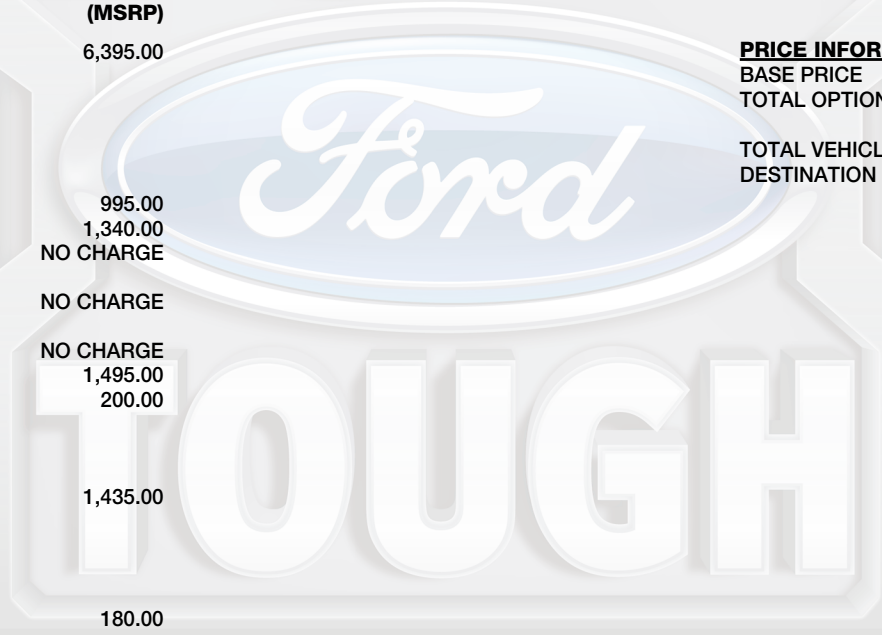 (MSRP)
6,395.00
995.00
1,340.00
NO CHARGE
NO CHARGE
NO CHARGE
1,495.00
200.00
1,435.00
180.00
PRICE INFOR
BASE PRICE
TOTAL OPTION
TOTAL VEHICL
DESTINATION
Ford
TOUGH